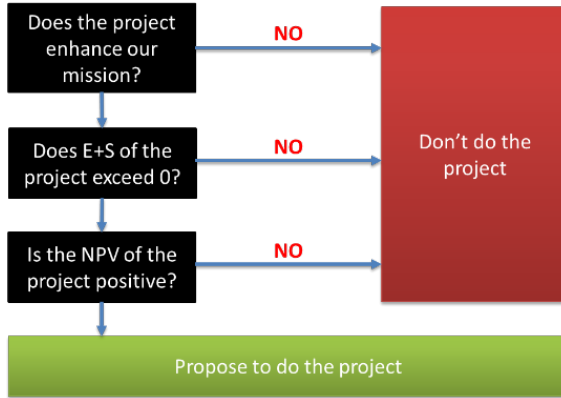 Does the project
enhance our
mission?
NO
Does E+S of the
project exceed 0?
NO
Don’t do the
project
Is the NPV of the
project positive?
NO
Propose to do the project